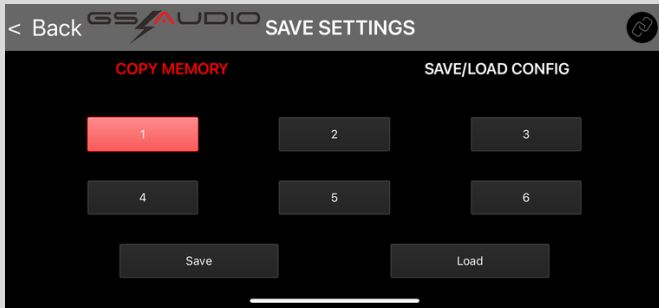 < Back GS AUDIO SAVE SETTINGS
COPY MEMORY SAVE/LOAD CONFIG
1 2 3
4 5 6
Save Load